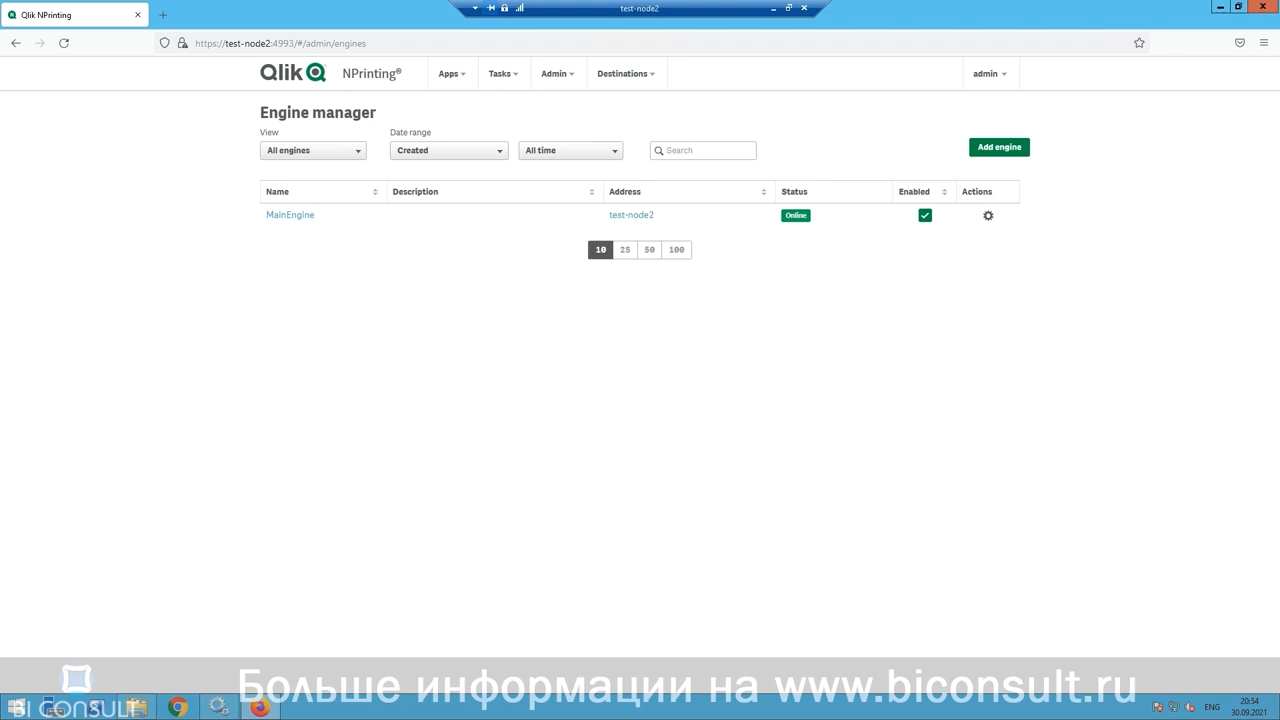 test-node2
Qlik NPrinting
https://test-node2:4993/#/admin/engines
Qlik NPrinting® Apps Tasks Admin Destinations admin
Engine manager
View Date range
All engines Created All time Search Add engine
Name Description Address Status Enabled Actions
MainEngine test-node2 Online
10 25 50 100
Больше информации на www.biconsult.ru
BI CONSULT
ENG
20:54
30.09.2021